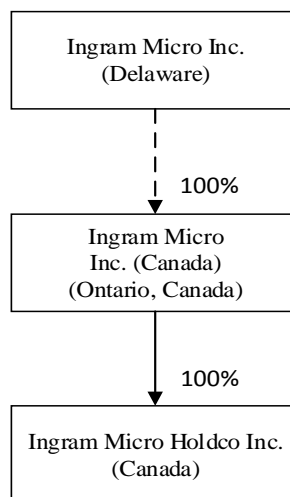 Ingram Micro Inc.
(Delaware)
100%
Ingram Micro
Inc. (Canada)
(Ontario, Canada)
100%
Ingram Micro Holdco Inc.
(Canada)